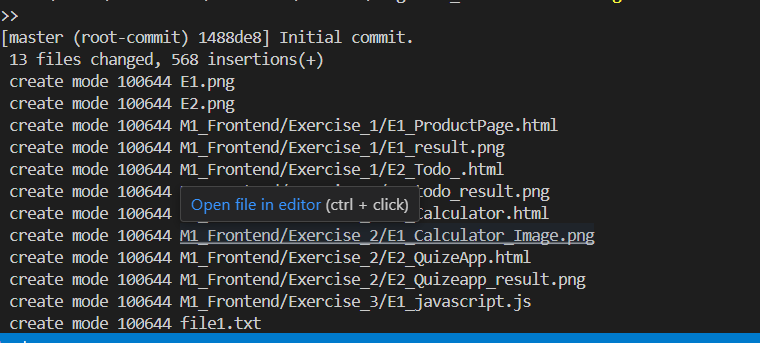 >>
[master (root-commit) 1488de8] Initial commit.
13 files changed, 568 insertions(+)
create mode 100644 E1.png
create mode 100644 E2.png
create mode 100644 M1_Frontend/Exercise_1/E1_ProductPage.html
create mode 100644 M1_Frontend/Exercise_1/E1_result.png
create mode 100644 M1_Frontend/Exercise_1/E2_Todo_.html
create mode 100644 todo_result.png
Open file in editor (ctrl + click)
create mode 100644 Calculator.html
create mode 100644 M1_Frontend/Exercise_2/E1_Calculator_Image.png
create mode 100644 M1_Frontend/Exercise_2/E2_QuizeApp.html
create mode 100644 M1_Frontend/Exercise_2/E2_Quizeapp_result.png
create mode 100644 M1_Frontend/Exercise_3/E1_javascript.js
create mode 100644 file1.txt